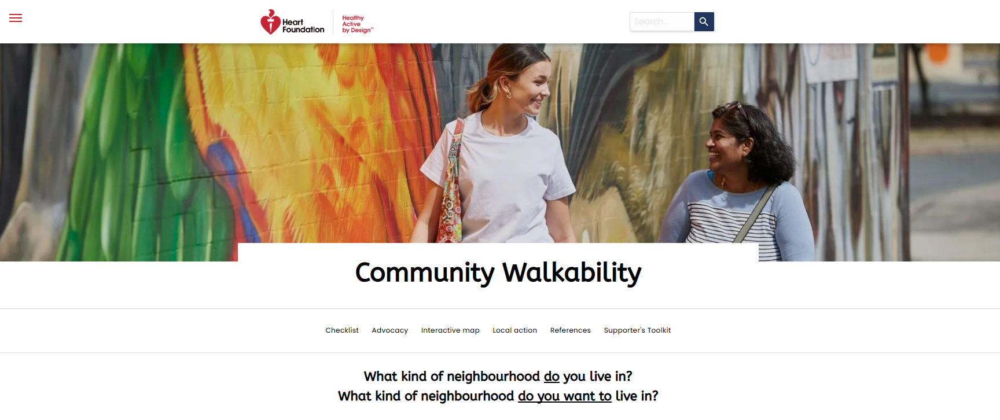 Heart
Foundation
Healthy
Active
by Design™
Search...
Community Walkability
Checklist
Advocacy
Interactive map
Local action
References
Supporter's Toolkit
What kind of neighbourhood do you live in?
What kind of neighbourhood do you want to live in?